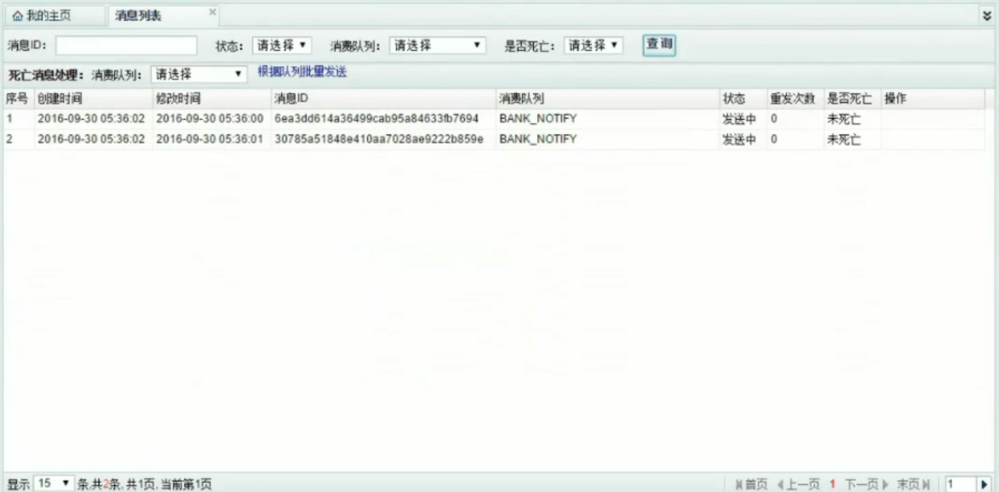 我的主页 消息列表
消息ID： 状态： 请选择 消费队列： 请选择 是否死亡： 请选择 查询
死亡消息处理： 消费队列： 请选择 根据队列批量发送
序号 创建时间 修改时间 消息ID 消费队列 状态 重发次数 是否死亡 操作
1 2016-09-30 05:36:02 2016-09-30 05:36:00 6ea3dd614a36499cab95a84633fb7694 BANK_NOTIFY 发送中 0 未死亡
2 2016-09-30 05:36:02 2016-09-30 05:36:01 30785a51848e410aa7028ae9222b859e BANK_NOTIFY 发送中 0 未死亡
显示 15 条,共2条, 共1页, 当前第1页 首页 上一页 1 下一页 末页 1